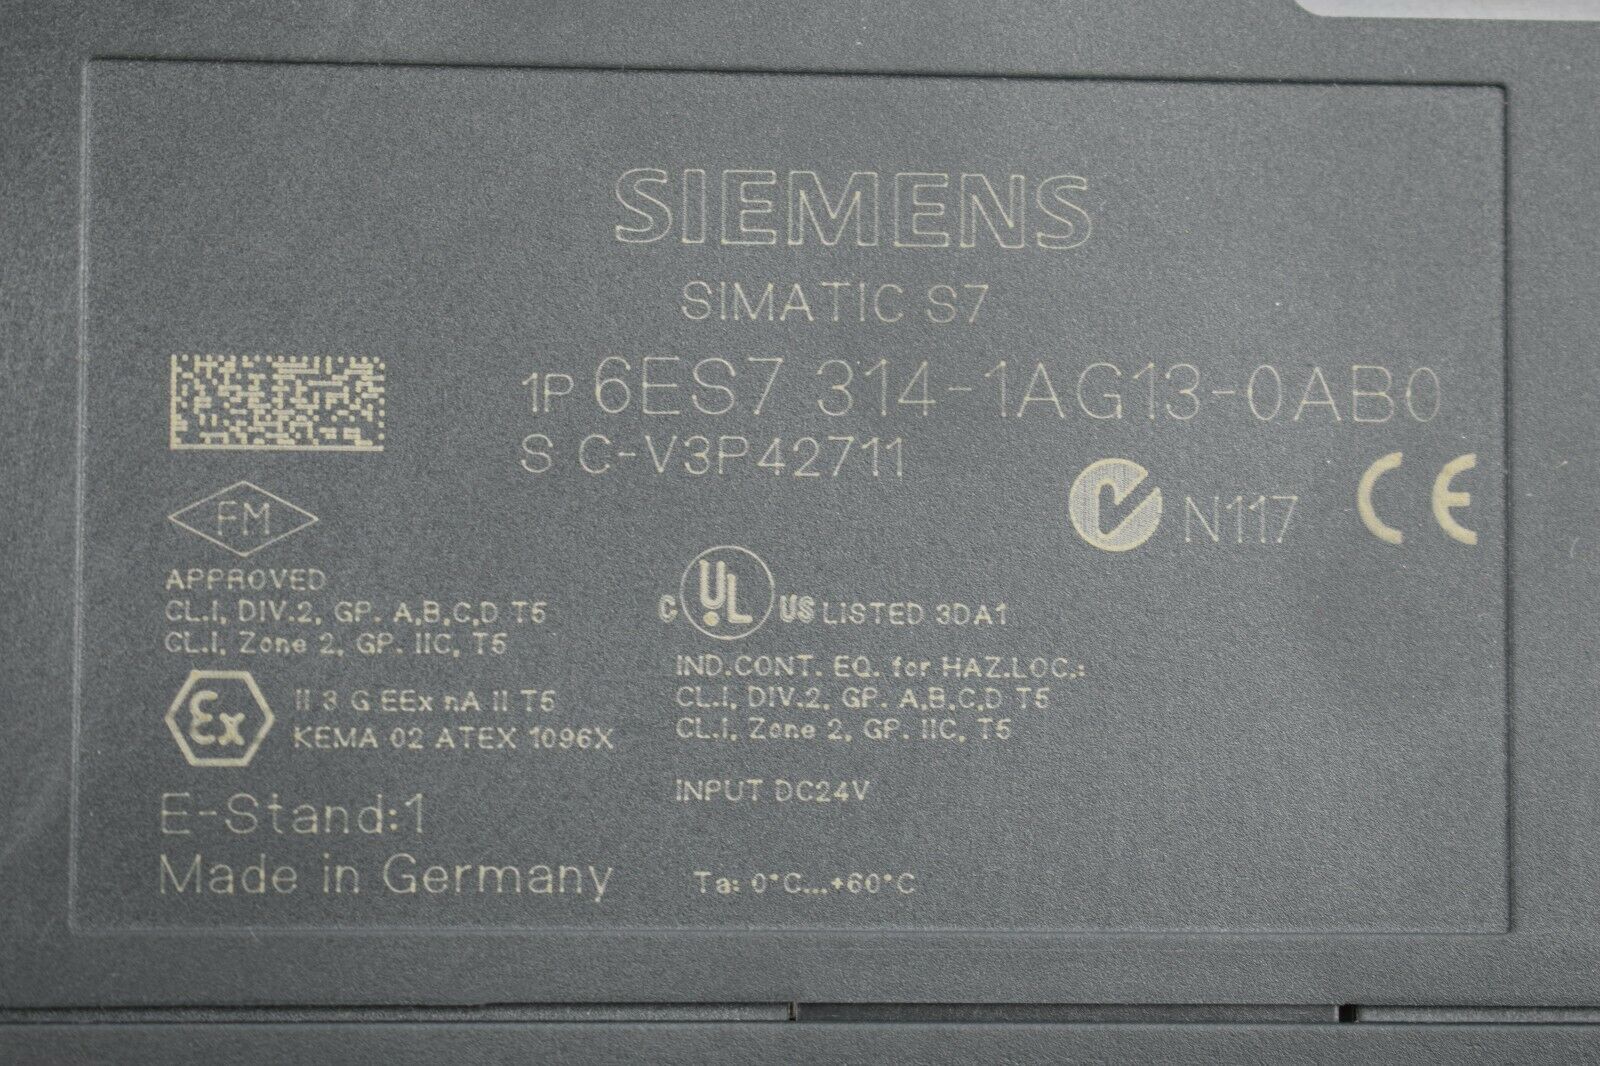 SIEMENS
SIMATIC S7
1P 6ES7 314-1AG13-0AB0
S C-V3P42711
N117 CE
FM
APPROVED
CL.I, DIV.2, GP. A,B,C,D T5
CL.I, Zone 2, GP. IIC, T5
Ex
II 3 G EEx nA II T5
KEMA 02 ATEX 1096X
E-Stand:1
Made in Germany
C UL US LISTED 3DA1
IND.CONT. EQ. for HAZ.LOC.:
CL.I, DIV.2, GP. A,B,C,D T5
CL.I, Zone 2, GP. IIC, T5
INPUT DC24V
Ta: 0°C...+60°C